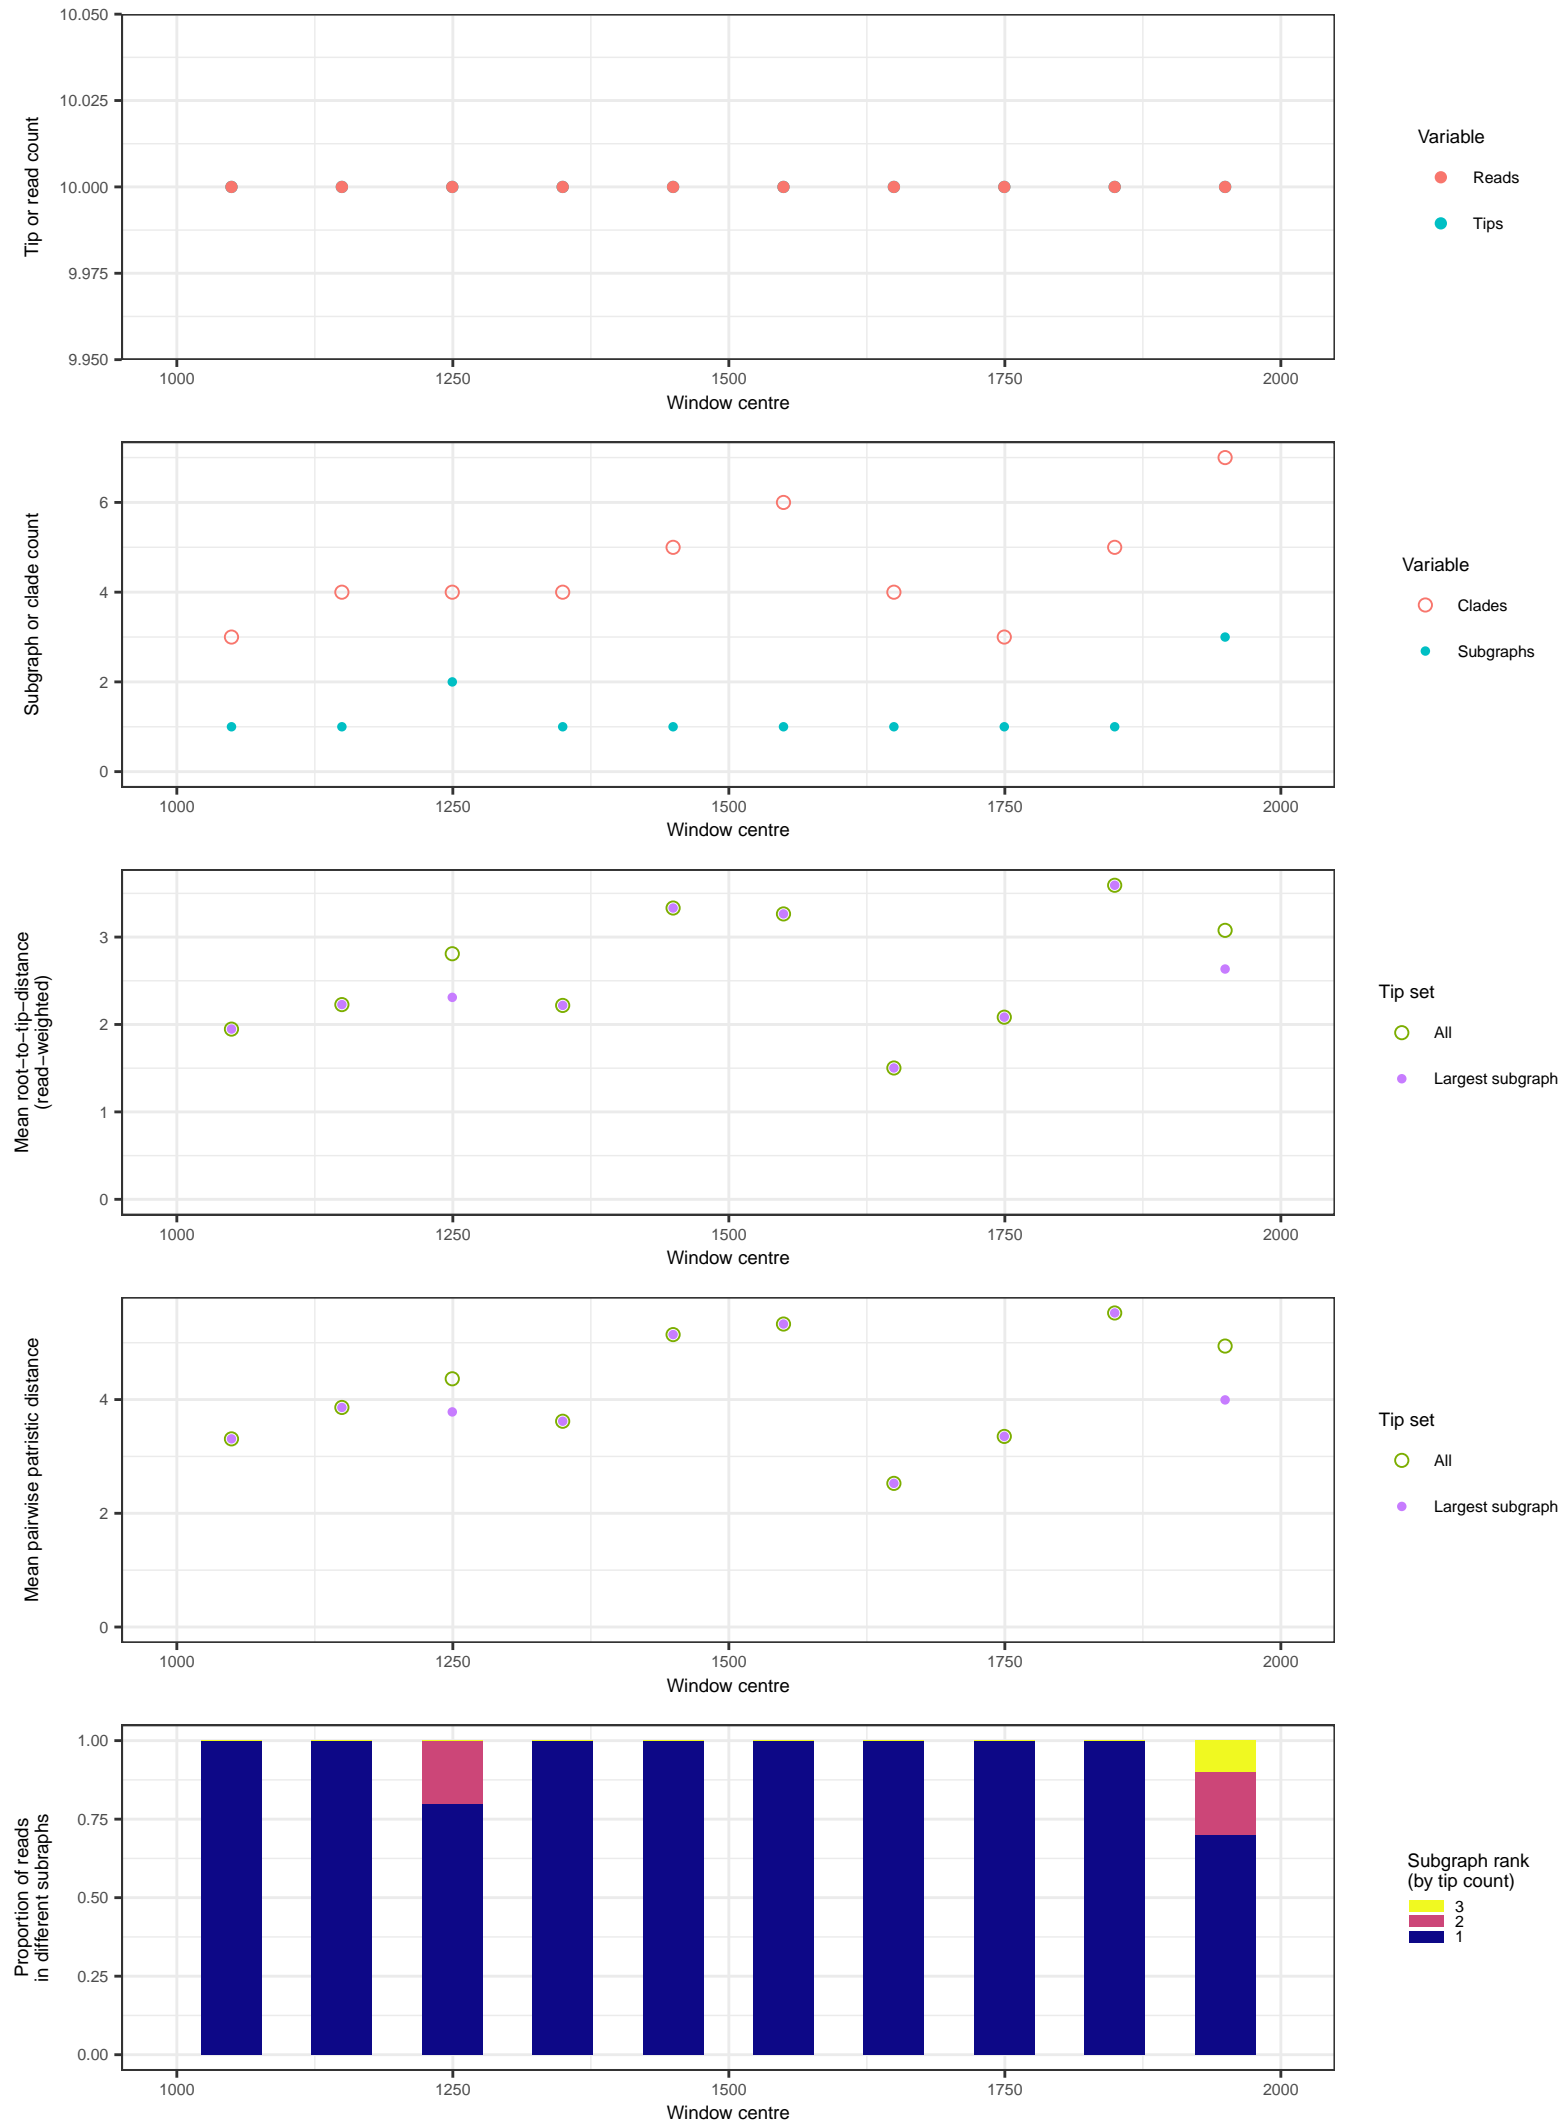 10.050
10.025
10.000
9.975
9.950
Tip or read count
1000 1250 1500 1750 2000
Window centre
Variable
Reads
Tips
6
4
2
0
Subgraph or clade count
1000 1250 1500 1750 2000
Window centre
Variable
Clades
Subgraphs
3
2
1
0
Mean root−to−tip−distance
(read−weighted)
1000 1250 1500 1750 2000
Window centre
Tip set
All
Largest subgraph
4
2
0
Mean pairwise patristic distance
1000 1250 1500 1750 2000
Window centre
Tip set
All
Largest subgraph
1.00
0.75
0.50
0.25
0.00
Proportion of reads
in different subraphs
1000 1250 1500 1750 2000
Window centre
Subgraph rank
(by tip count)
3
2
1